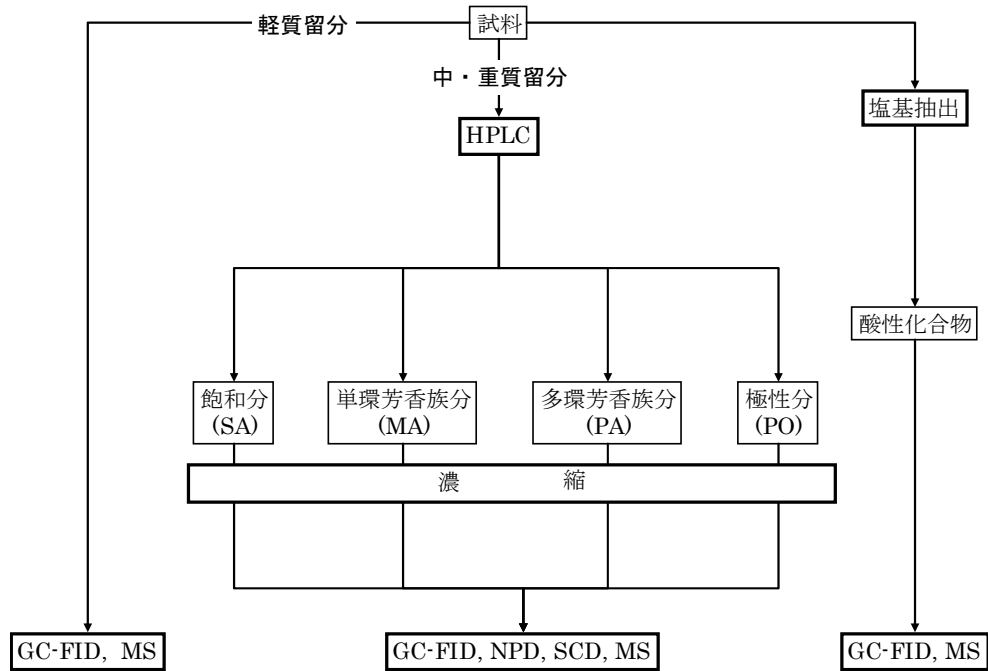 軽質留分
試料
中・重質留分
塩基抽出
HPLC
酸性化合物
飽和分
(SA)
単環芳香族分
(MA)
多環芳香族分
(PA)
極性分
(PO)
濃　　　縮
GC-FID, MS
GC-FID, NPD, SCD, MS
GC-FID, MS